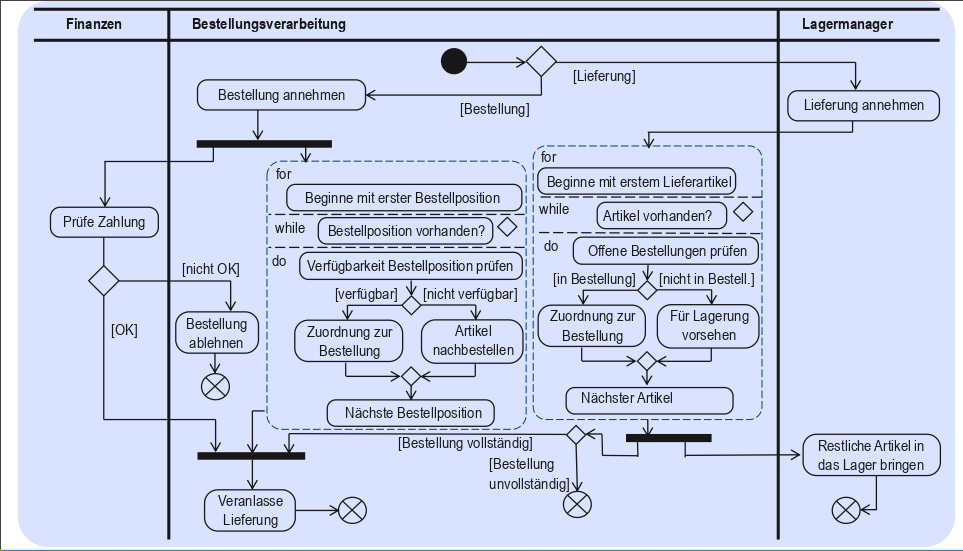 Finanzen
Bestellungsverarbeitung
Lagermanager
[Lieferung]
Bestellung annehmen
[Bestellung]
Lieferung annehmen
for
Beginne mit erster Bestellposition
while
Bestellposition vorhanden?
do
Verfügbarkeit Bestellposition prüfen
[verfügbar]
[nicht verfügbar]
Zuordnung zur
Bestellung
Artikel
nachbestellen
Nächste Bestellposition
for
Beginne mit erstem Lieferartikel
while
Artikel vorhanden?
do
Offene Bestellungen prüfen
[in Bestellung]
[nicht in Bestell.]
Zuordnung zur
Bestellung
Für Lagerung
vorsehen
Nächster Artikel
Prüfe Zahlung
[nicht OK]
[OK]
Bestellung
ablehnen
[Bestellung vollständig]
[Bestellung
unvollständig]
Restliche Artikel in
das Lager bringen
Veranlasse
Lieferung